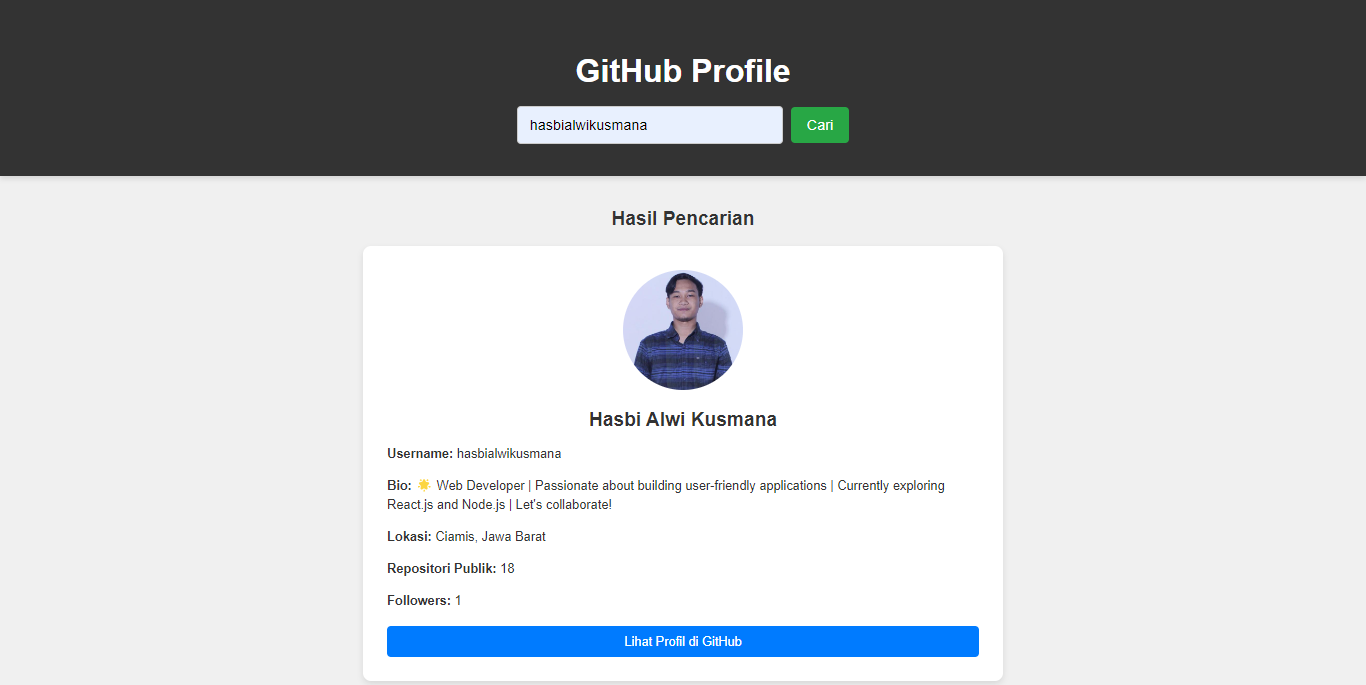 GitHub Profile
hasbialwikusmana Cari
Hasil Pencarian
Hasbi Alwi Kusmana
Username: hasbialwikusmana
Bio: 🌟 Web Developer | Passionate about building user-friendly applications | Currently exploring
React.js and Node.js | Let's collaborate!
Lokasi: Ciamis, Jawa Barat
Repositori Publik: 18
Followers: 1
Lihat Profil di GitHub